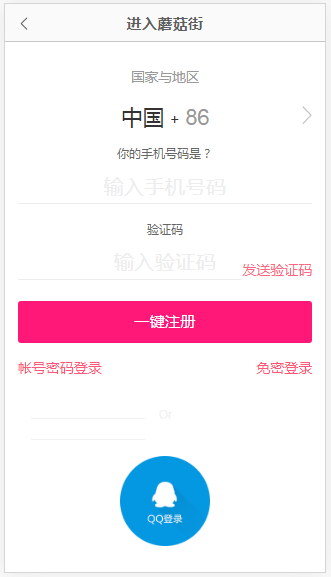 进入蘑菇街
国家与地区
中国 + 86
你的手机号码是？
输入手机号码
验证码
输入验证码
发送验证码
一键注册
帐号密码登录 免密登录
Or
QQ登录